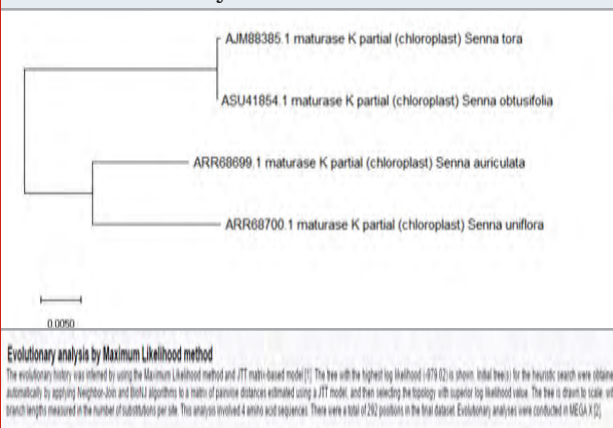 AJM88385.1 maturase K partial (chloroplast) Senna tora
ASU41854.1 maturase K partial (chloroplast) Senna obtusifolia
ARR68699.1 maturase K partial (chloroplast) Senna auriculata
ARR68700.1 maturase K partial (chloroplast) Senna uniflora
0.0050
Evolutionary analysis by Maximum Likelihood method
The evolutionary history was inferred by using the Maximum Likelihood method and JTT matrix-based model [1]. The tree with the highest log likelihood (-979.02) is shown. Initial tree(s) for the heuristic search were obtaine
automatically by applying Neighbor-Join and BioNJ algorithms to a matrix of pairwise distances estimated using a JTT model, and then selecting the topology with superior log likelihood value. The tree is drawn to scale, wit
branch lengths measured in the number of substitutions per site. This analysis involved 4 amino acid sequences. There were a total of 292 positions in the final dataset. Evolutionary analyses were conducted in MEGA X [2]